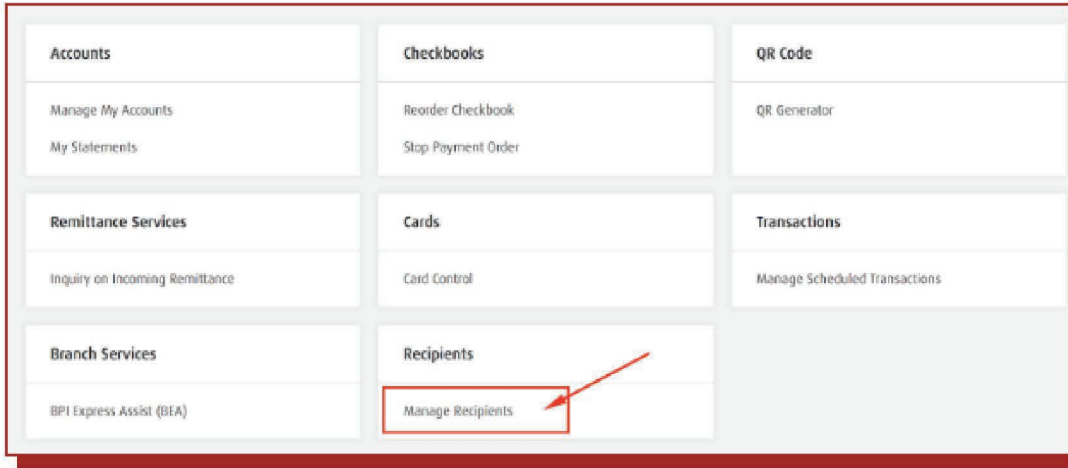 Accounts
Manage My Accounts
My Statements
Checkbooks
Reorder Checkbook
Stop Payment Order
QR Code
QR Generator
Remittance Services
Inquiry on Incoming Remittance
Cards
Card Control
Transactions
Manage Scheduled Transactions
Branch Services
BPI Express Assist (BEA)
Recipients
Manage Recipients